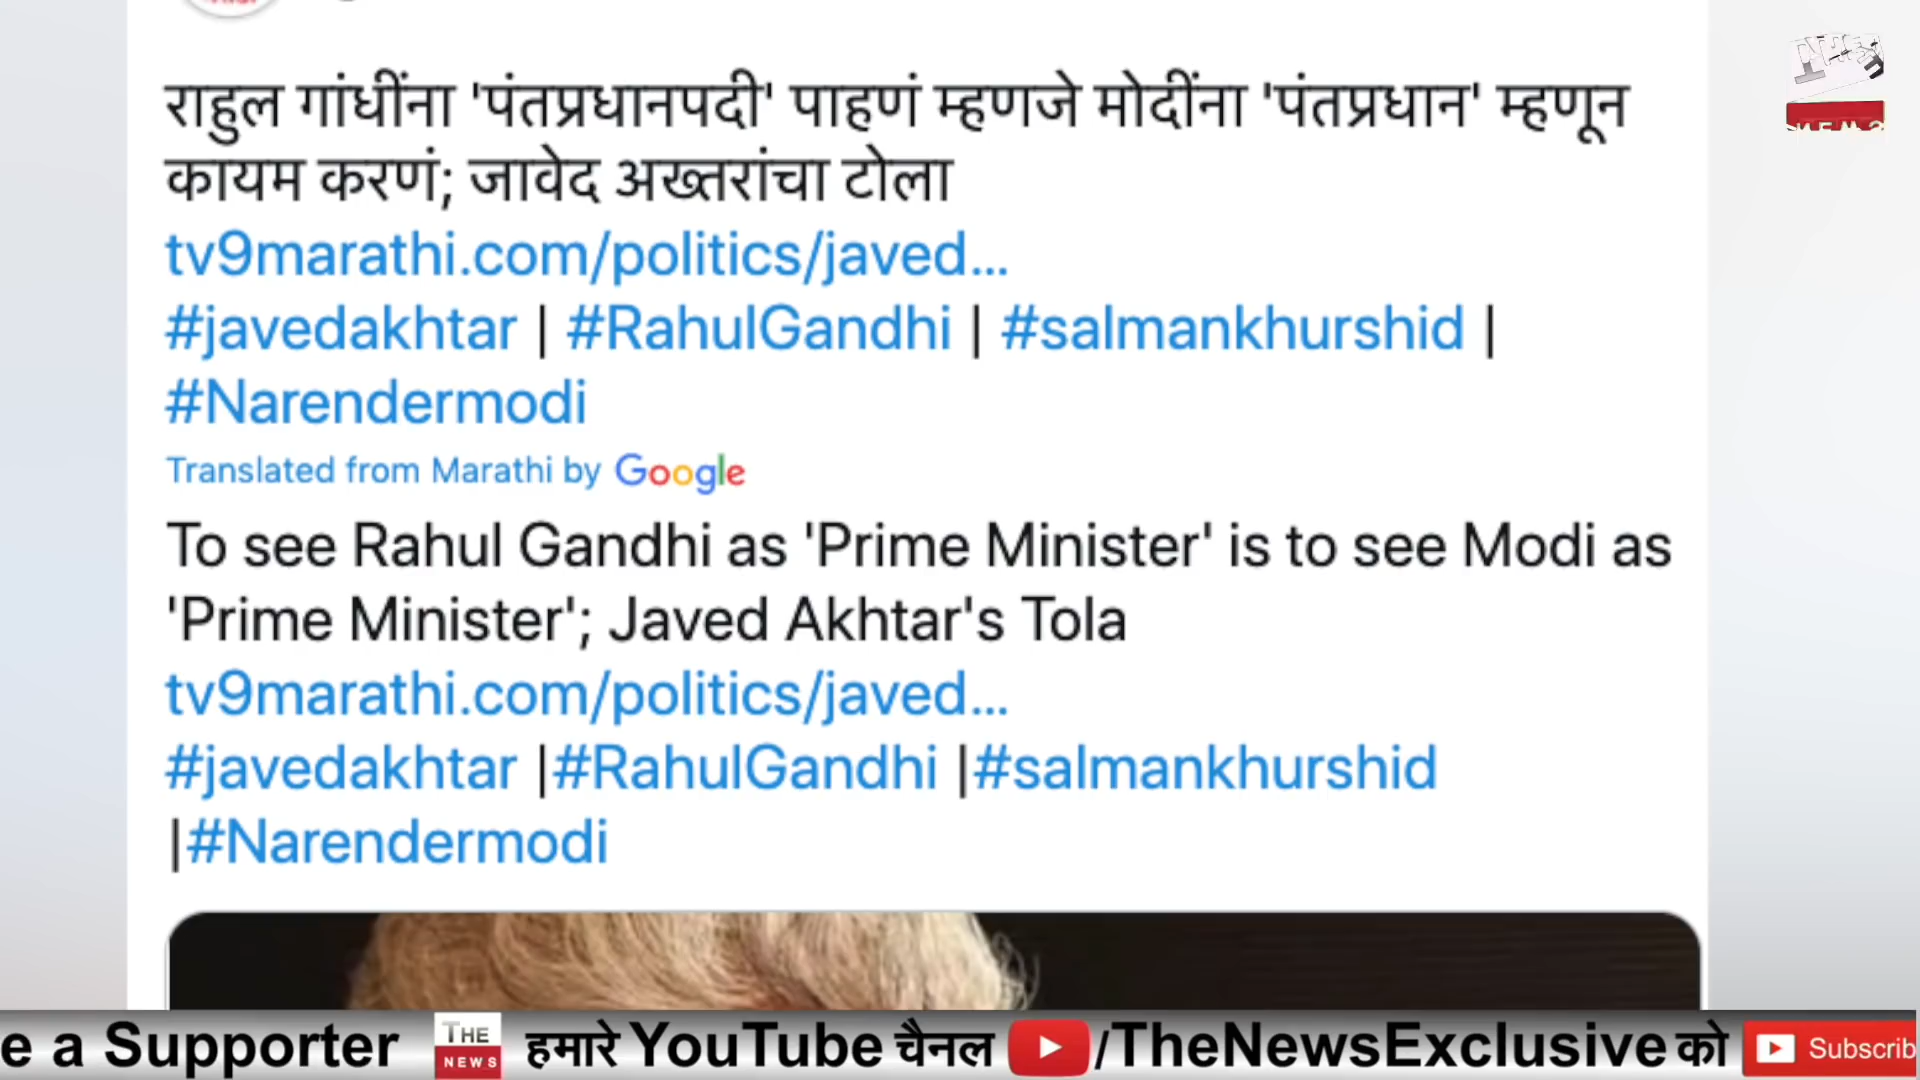 राहुल गांधींना 'पंतप्रधानपदी' पाहणं म्हणजे मोदींना 'पंतप्रधान' म्हणून
कायम करणं; जावेद अख्तरांचा टोला
tv9marathi.com/politics/javed...
#javedakhtar | #RahulGandhi | #salmankhurshid |
#Narendermodi
Translated from Marathi by Google
To see Rahul Gandhi as 'Prime Minister' is to see Modi as
'Prime Minister'; Javed Akhtar's Tola
tv9marathi.com/politics/javed...
#javedakhtar |#RahulGandhi |#salmankhurshid
|#Narendermodi
e a Supporter THE NEWS हमारे YouTube चैनल /TheNewsExclusive को Subscrib